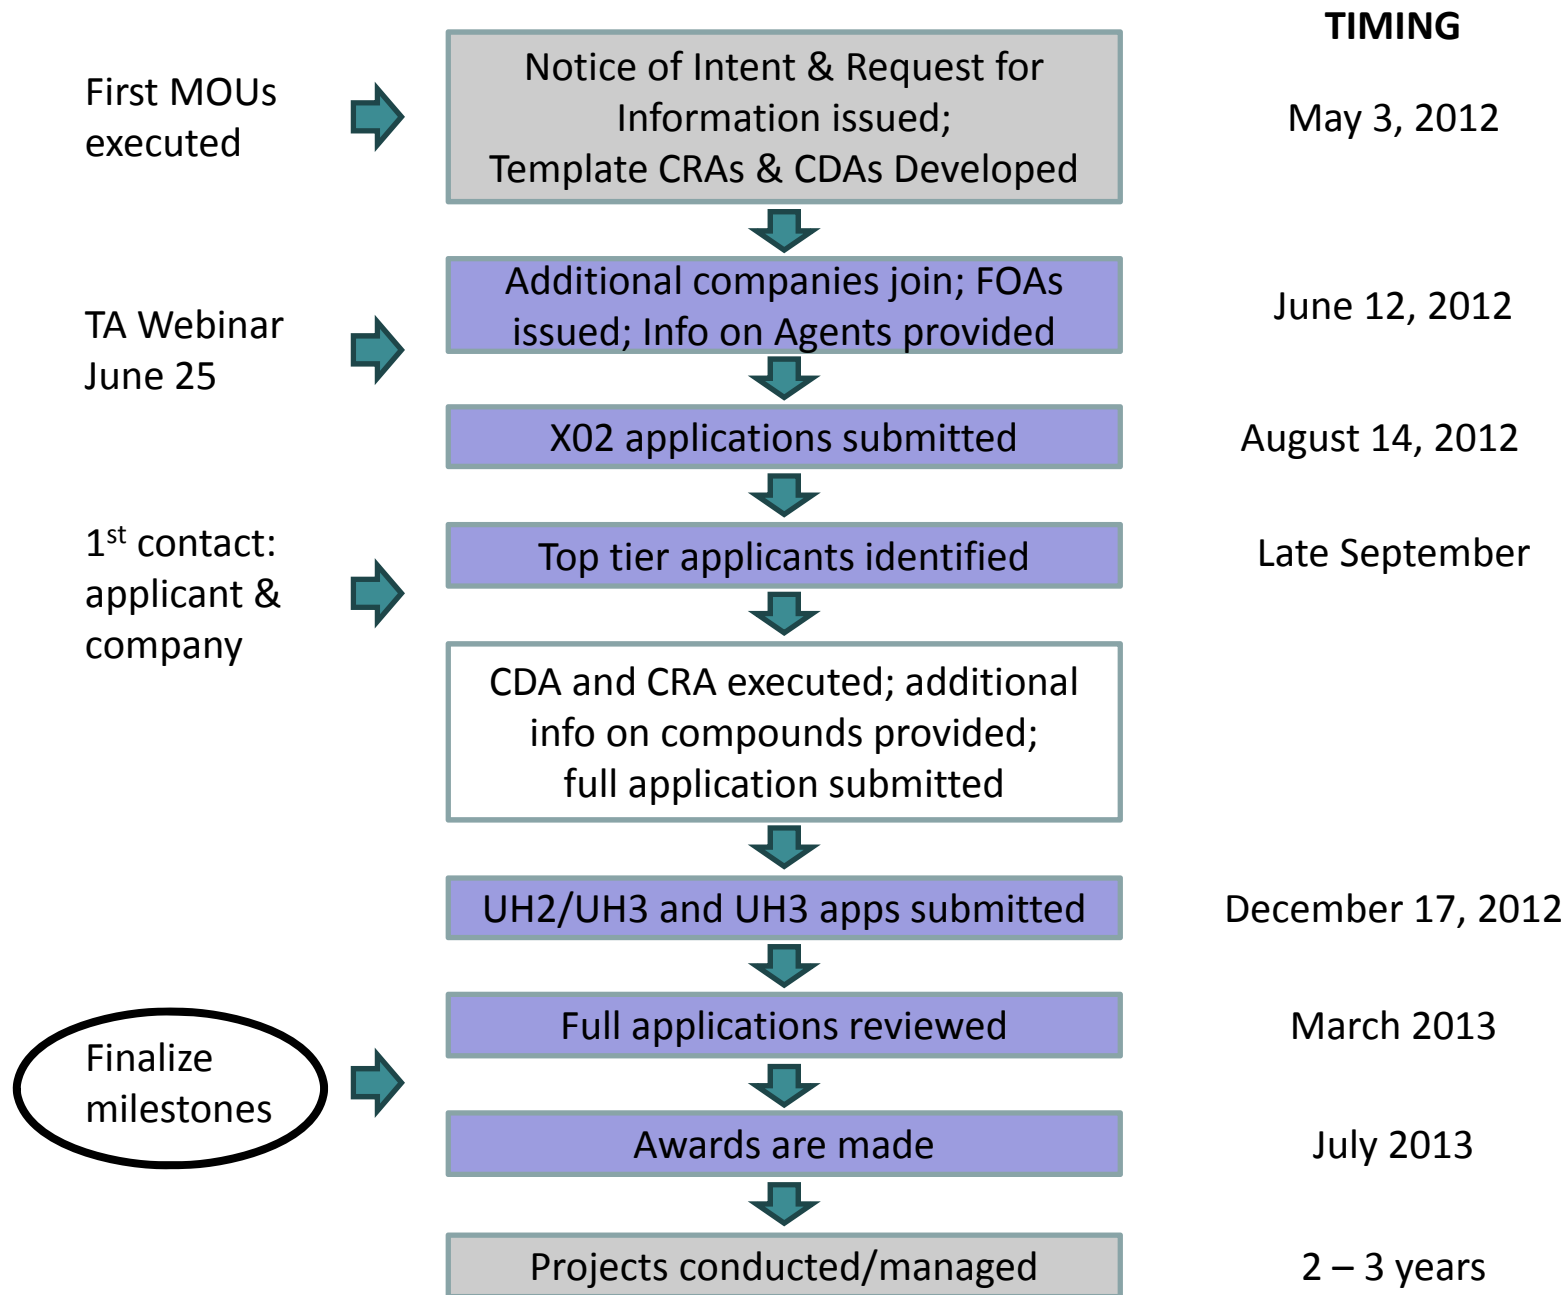 TIMING
First MOUs
executed
Notice of Intent & Request for
Information issued;
Template CRAs & CDAs Developed
May 3, 2012
TA Webinar
June 25
Additional companies join; FOAs
issued; Info on Agents provided
June 12, 2012
X02 applications submitted
August 14, 2012
1st contact:
applicant &
company
Top tier applicants identified
Late September
CDA and CRA executed; additional
info on compounds provided;
full application submitted
UH2/UH3 and UH3 apps submitted
December 17, 2012
Full applications reviewed
March 2013
Finalize
milestones
Awards are made
July 2013
Projects conducted/managed
2 – 3 years